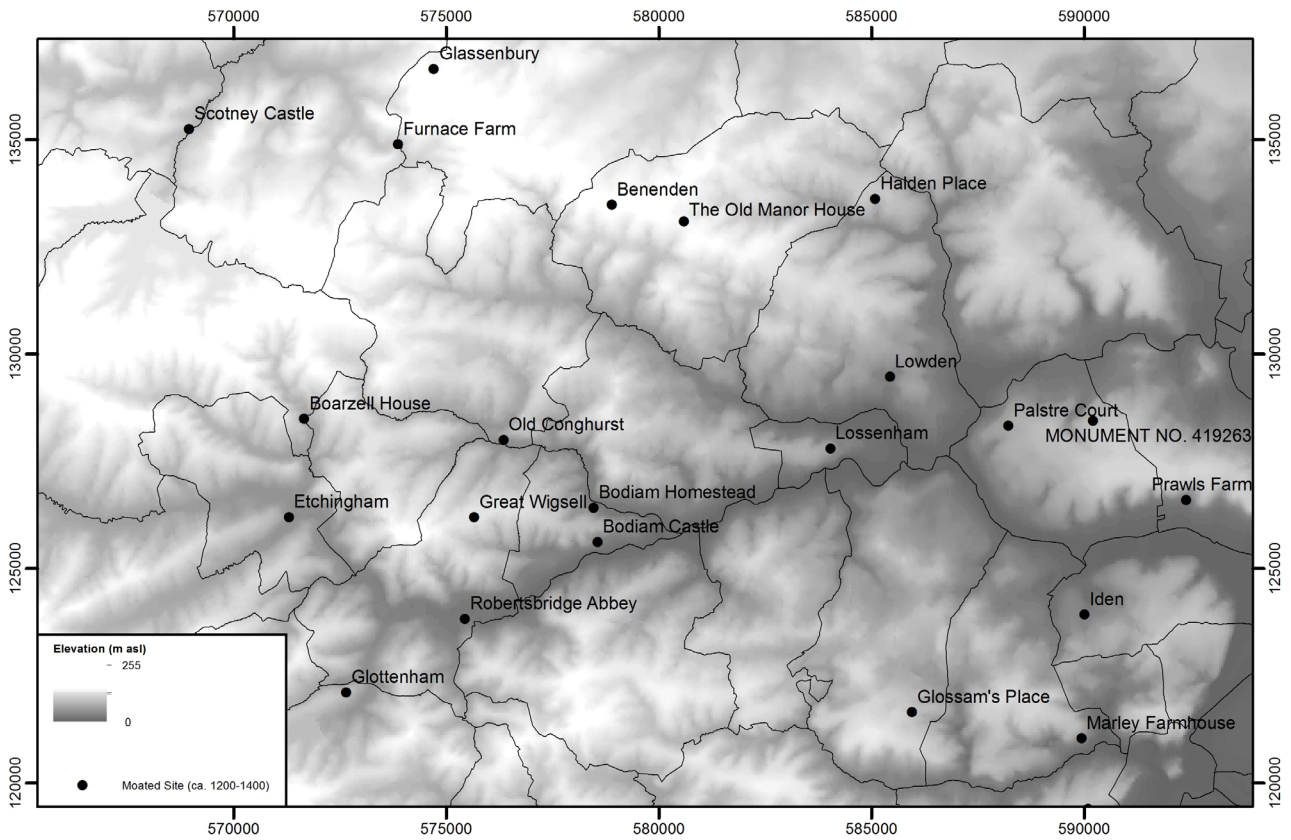 570000
575000
580000
585000
590000
Glassenbury
Scotney Castle
Furnace Farm
135000
135000
Halden Place
Benenden
The Old Manor House
130000
130000
Lowden
Boarzell House
Palstre Court
Old Conghurst
Lossenham
MONUMENT NO. 419263
Prawls Farm
Etchingham
Great Wigsell
Bodiam Homestead
Bodiam Castle
125000
125000
Robertsbridge Abbey
Iden
Elevation (m asl)
255
0
Glottenham
Glossam's Place
Marley Farmhouse
Moated Site (ca. 1200-1400)
120000
120000
570000
575000
580000
585000
590000